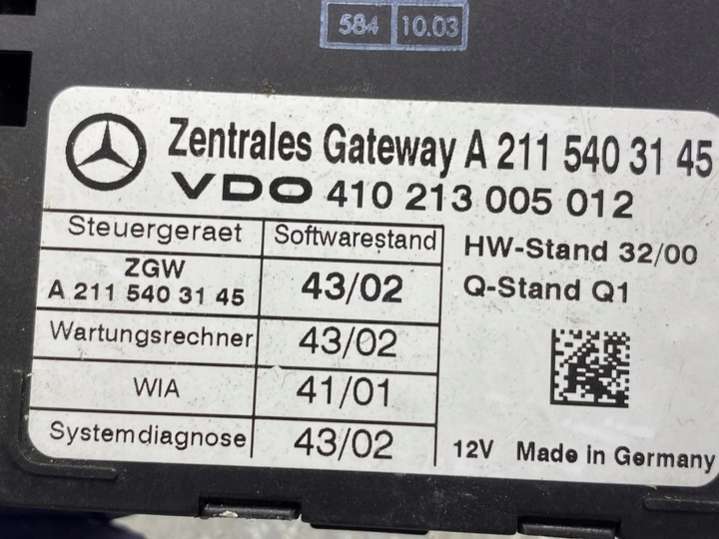 584 10.03
Zentrales Gateway A 211 540 31 45
VDO 410 213 005 012
Steuergeraet Softwarestand HW-Stand 32/00
ZGW
A 211 540 31 45 43/02 Q-Stand Q1
Wartungsrechner 43/02
WIA 41/01
Systemdiagnose 43/02 12V Made in Germany